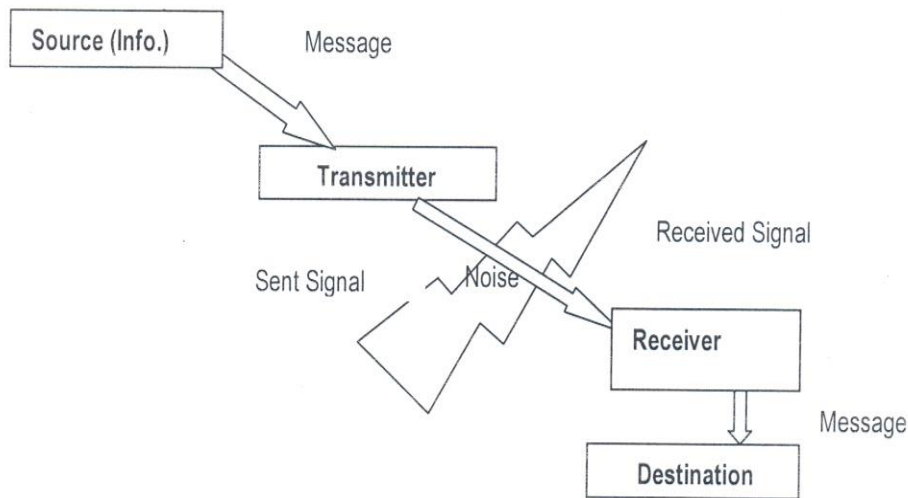 Source (Info.)
Message
Transmitter
Received Signal
Sent Signal
Noise
Receiver
Message
Destination